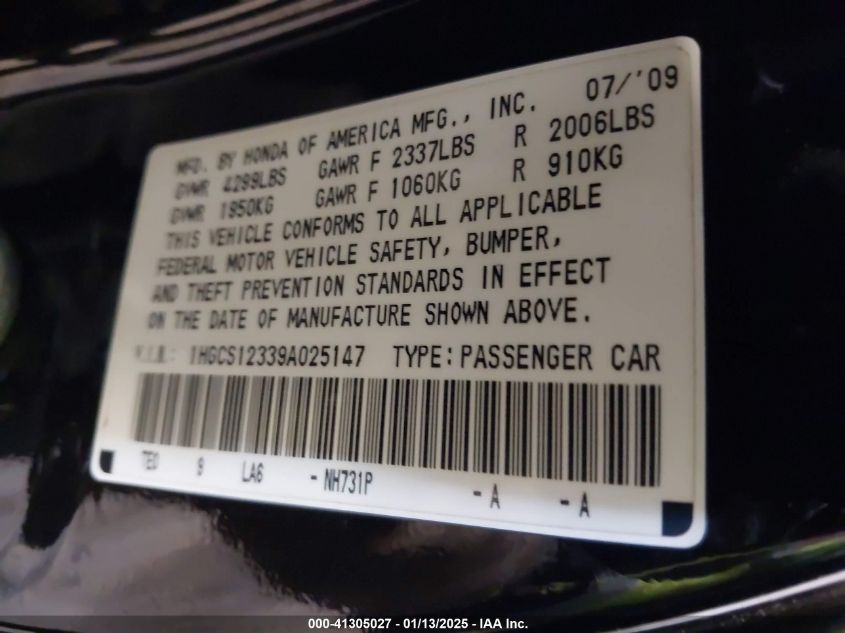 MFD. BY HONDA OF AMERICA MFG., INC. 07/'09
GVWR 4299LBS GAWR F 2337LBS R 2006LBS
GVWR 1950KG GAWR F 1060KG R 910KG
THIS VEHICLE CONFORMS TO ALL APPLICABLE
FEDERAL MOTOR VEHICLE SAFETY, BUMPER,
AND THEFT PREVENTION STANDARDS IN EFFECT
ON THE DATE OF MANUFACTURE SHOWN ABOVE.
V.I.N.: 1HGCS12339A025147 TYPE:PASSENGER CAR
TE0 9 LA6 -NH731P -A -A
000-41305027 - 01/13/2025 - IAA Inc.